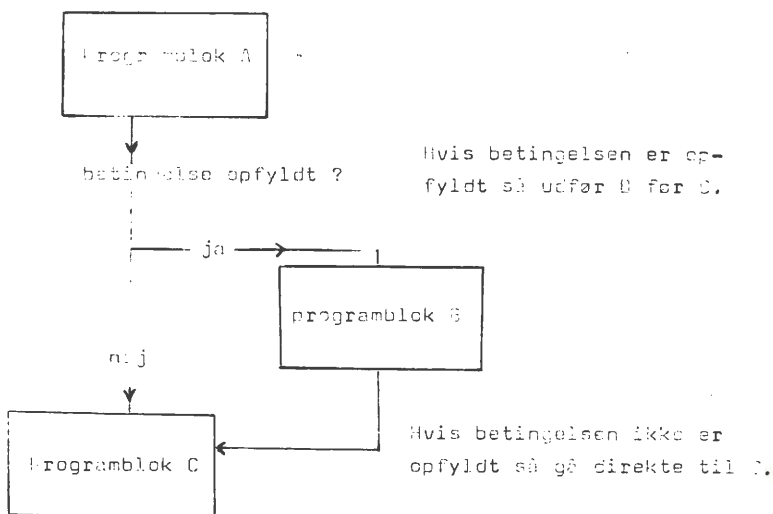 Programblok A
betingelse opfyldt ?
Hvis betingelsen er op-
fyldt så udfør B før C.
ja
programblok B
nej
Programblok C
Hvis betingelsen ikke er
opfyldt så gå direkte til C.